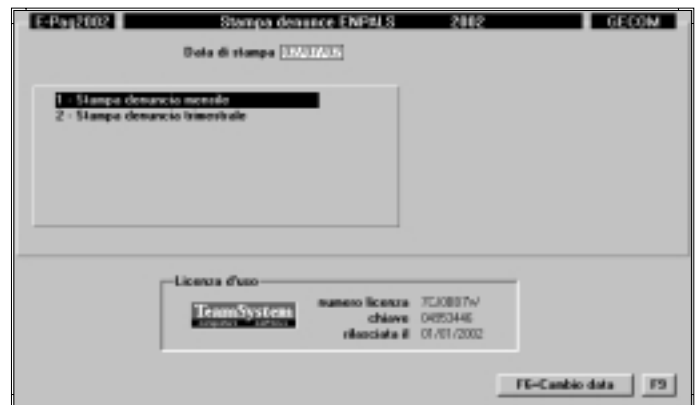 E-Pag2002 Stampa denunce ENPALS 2002 GECOM
Data di stampa
1 - Stampa denuncia mensile
2 - Stampa denuncia trimestrale
Licenza d'uso
TeamSystem
numero licenza
chiave 04953446
rilasciata il 01/01/2002
F6=Cambio data F9